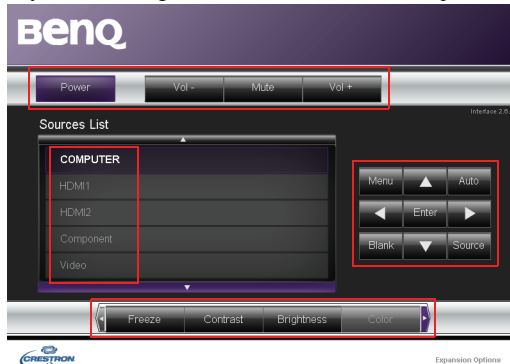 BenQ
Power Vol - Mute Vol +
Interface 2.6
Sources List
COMPUTER
HDMI1
HDMI2
Component
Video
Menu Auto
Enter
Blank Source
Freeze Contrast Brightness Color
CRESTRON
Expansion Options